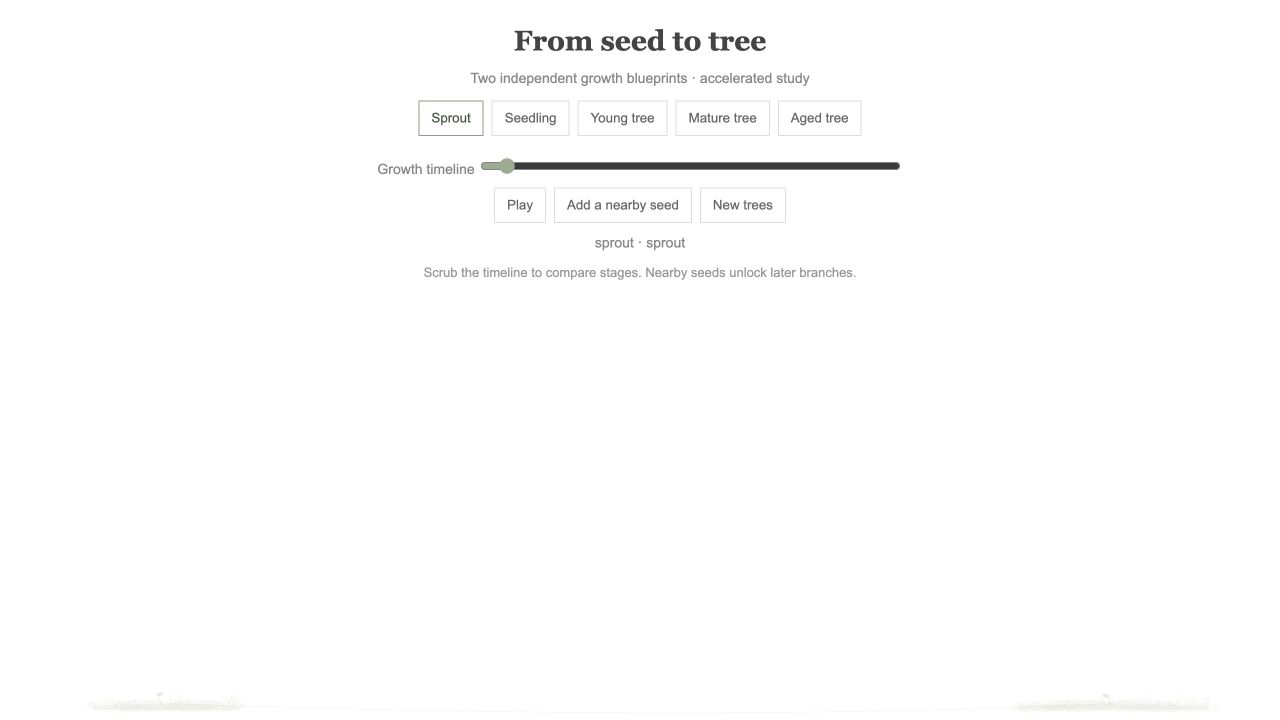 From seed to tree
Two independent growth blueprints · accelerated study
Sprout Seedling Young tree Mature tree Aged tree
Growth timeline
Play Add a nearby seed New trees
sprout · sprout
Scrub the timeline to compare stages. Nearby seeds unlock later branches.